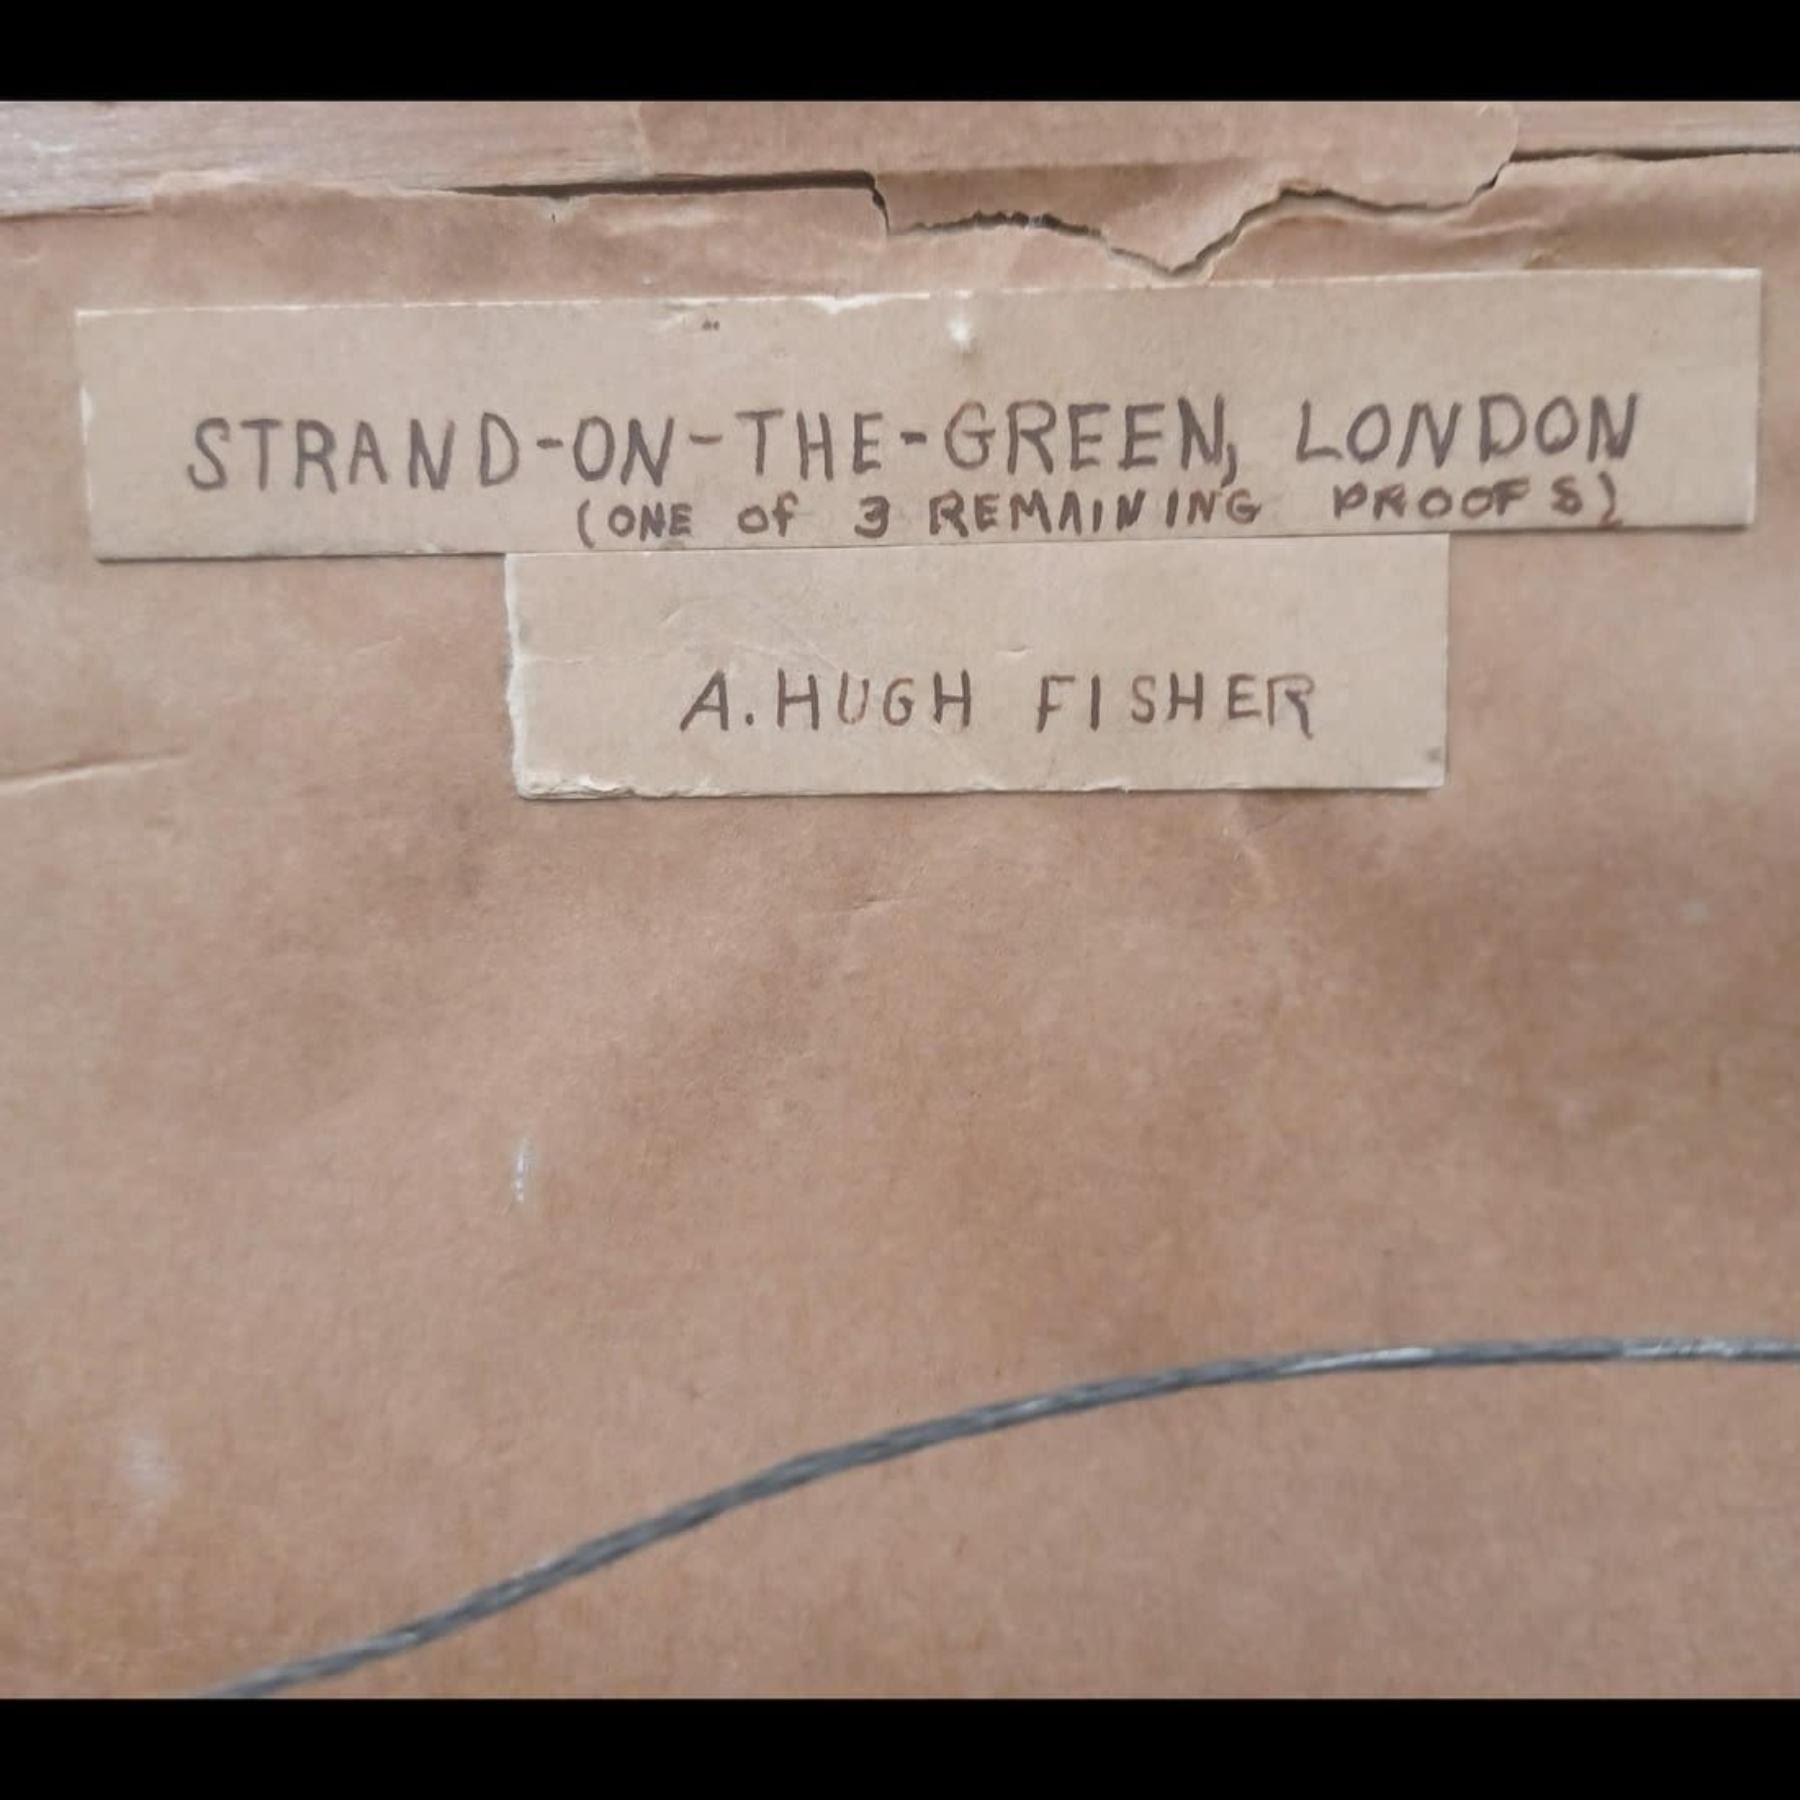 STRAND-ON-THE-GREEN, LONDON
(ONE of 3 REMAINING PROOFS)
A. HUGH FISHER